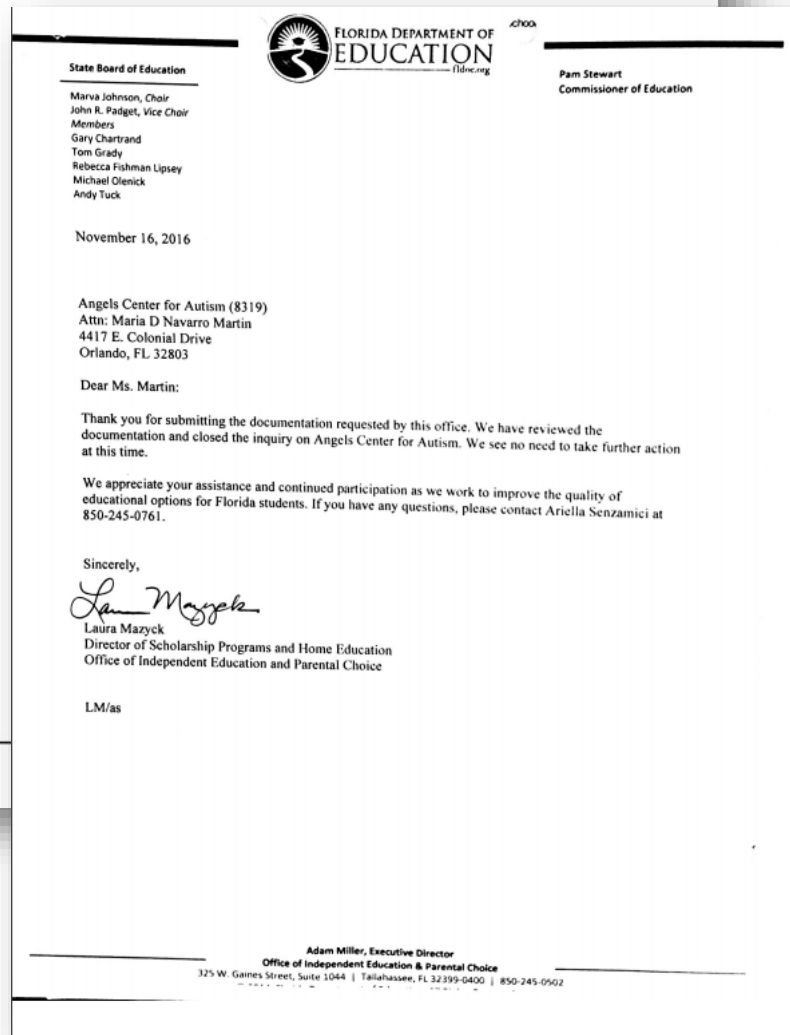 FLORIDA DEPARTMENT OF
EDUCATION
fldoe.org
State Board of Education
Marva Johnson, Chair
John R. Padget, Vice Chair
Members
Gary Chartrand
Tom Grady
Rebecca Fishman Lipsey
Michael Olenick
Andy Tuck
Pam Stewart
Commissioner of Education
November 16, 2016
Angels Center for Autism (8319)
Attn: Maria D Navarro Martin
4417 E. Colonial Drive
Orlando, FL 32803
Dear Ms. Martin:
Thank you for submitting the documentation requested by this office. We have reviewed the
documentation and closed the inquiry on Angels Center for Autism. We see no need to take further action
at this time.
We appreciate your assistance and continued participation as we work to improve the quality of
educational options for Florida students. If you have any questions, please contact Ariella Senzamici at
850-245-0761.
Sincerely,
Laura Mazyck
Laura Mazyck
Director of Scholarship Programs and Home Education
Office of Independent Education and Parental Choice
LM/as
Adam Miller, Executive Director
Office of Independent Education & Parental Choice
325 W. Gaines Street, Suite 1044 | Tallahassee, FL 32399-0400 | 850-245-0502